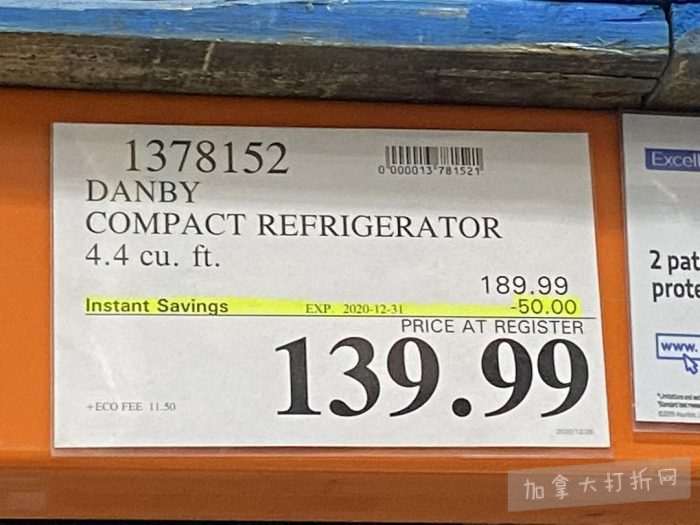 1378152
0 000013 781521
DANBY
COMPACT REFRIGERATOR
4.4 cu. ft.
189.99
Instant Savings EXP. 2020-12-31 -50.00
PRICE AT REGISTER
139.99
+ECO FEE 11.50
Excell
2 pat
prote
www.
加拿大打折网